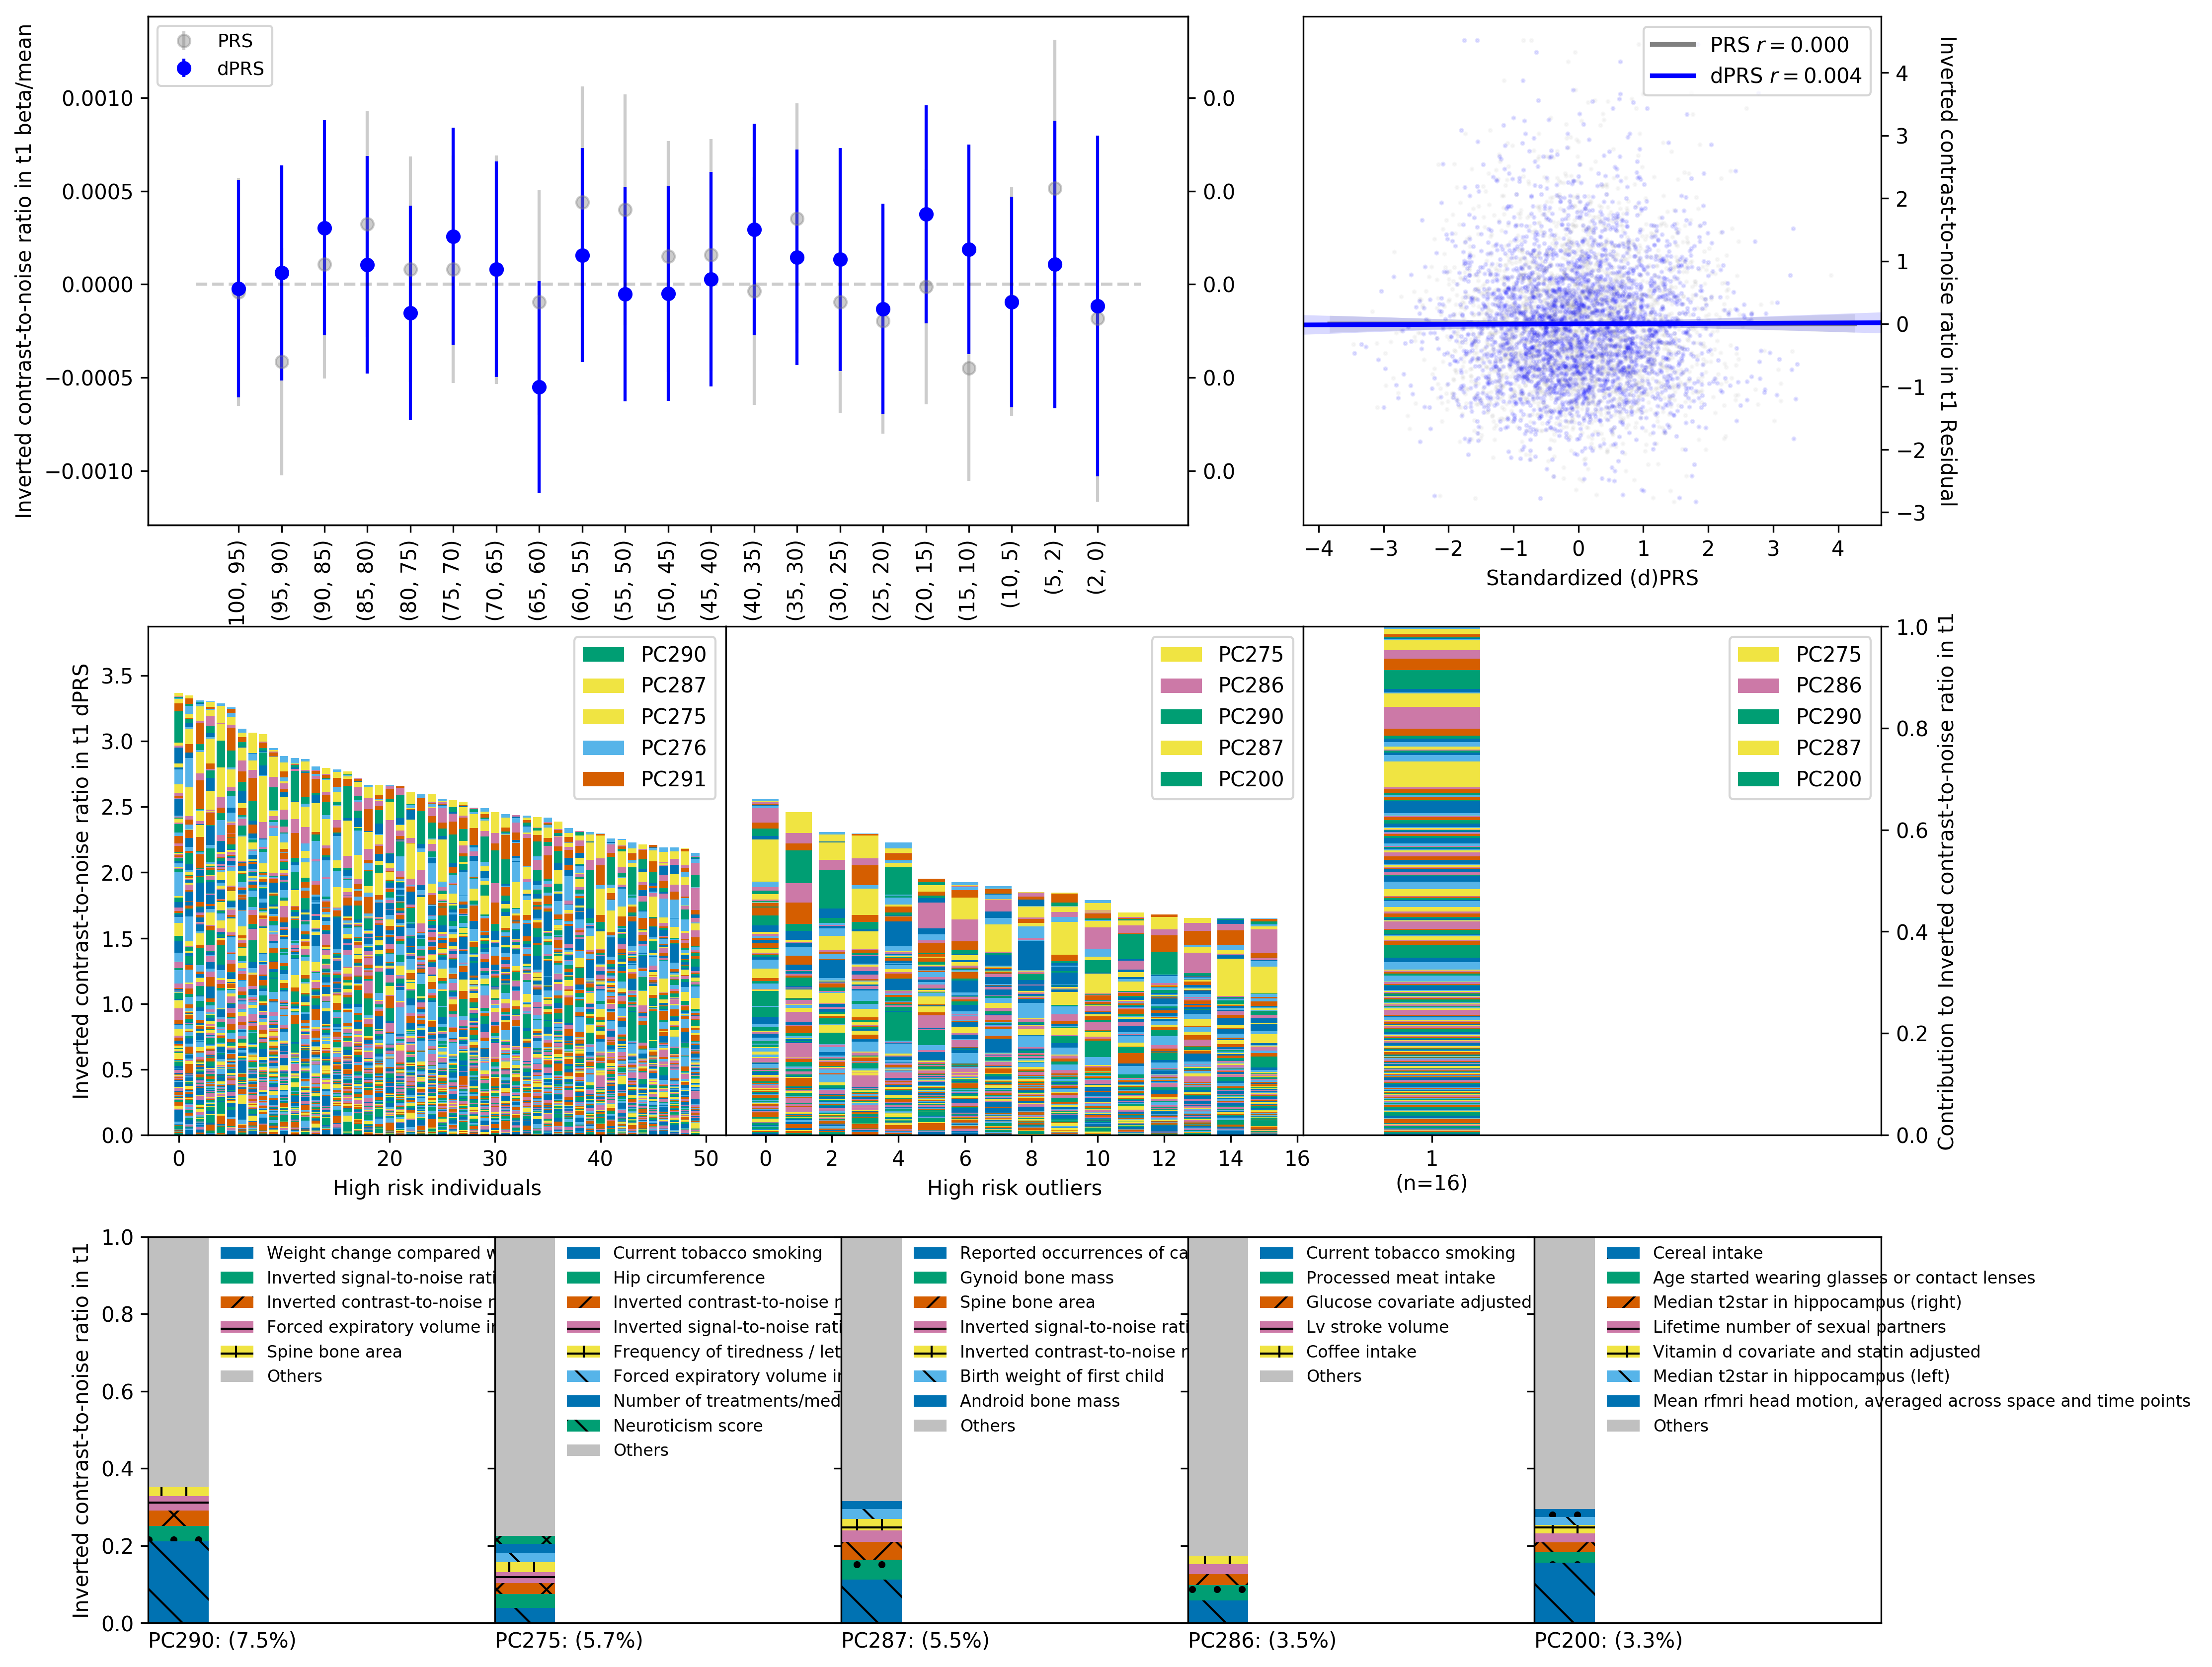 Inverted contrast-to-noise ratio in t1 beta/mean
0.0010
0.0005
0.0000
−0.0005
−0.0010
PRS
dPRS
0.0
0.0
0.0
0.0
0.0
100, 95)
(95, 90)
(90, 85)
(85, 80)
(80, 75)
(75, 70)
(70, 65)
(65, 60)
(60, 55)
(55, 50)
(50, 45)
(45, 40)
(40, 35)
(35, 30)
(30, 25)
(25, 20)
(20, 15)
(15, 10)
(10, 5)
(5, 2)
(2, 0)
PRS r = 0.000
dPRS r = 0.004
4
3
2
1
0
−1
−2
−3
Inverted contrast-to-noise ratio in t1 Residual
−4 −3 −2 −1 0 1 2 3 4
Standardized (d)PRS
Inverted contrast-to-noise ratio in t1 dPRS
3.5
3.0
2.5
2.0
1.5
1.0
0.5
0.0
PC290
PC287
PC275
PC276
PC291
0 10 20 30 40 50
High risk individuals
PC275
PC286
PC290
PC287
PC200
0 2 4 6 8 10 12 14 16
High risk outliers
PC275
PC286
PC290
PC287
PC200
1
(n=16)
1.0
0.8
0.6
0.4
0.2
0.0
Contribution to Inverted contrast-to-noise ratio in t1
Inverted contrast-to-noise ratio in t1
1.0
0.8
0.6
0.4
0.2
0.0
Weight change compared w
Inverted signal-to-noise rati
Inverted contrast-to-noise r
Forced expiratory volume in
Spine bone area
Others
PC290: (7.5%)
Current tobacco smoking
Hip circumference
Inverted contrast-to-noise r
Inverted signal-to-noise rati
Frequency of tiredness / let
Forced expiratory volume in
Number of treatments/med
Neuroticism score
Others
PC275: (5.7%)
Reported occurrences of ca
Gynoid bone mass
Spine bone area
Inverted signal-to-noise rati
Inverted contrast-to-noise r
Birth weight of first child
Android bone mass
Others
PC287: (5.5%)
Current tobacco smoking
Processed meat intake
Glucose covariate adjusted
Lv stroke volume
Coffee intake
Others
PC286: (3.5%)
Cereal intake
Age started wearing glasses or contact lenses
Median t2star in hippocampus (right)
Lifetime number of sexual partners
Vitamin d covariate and statin adjusted
Median t2star in hippocampus (left)
Mean rfmri head motion, averaged across space and time points
Others
PC200: (3.3%)